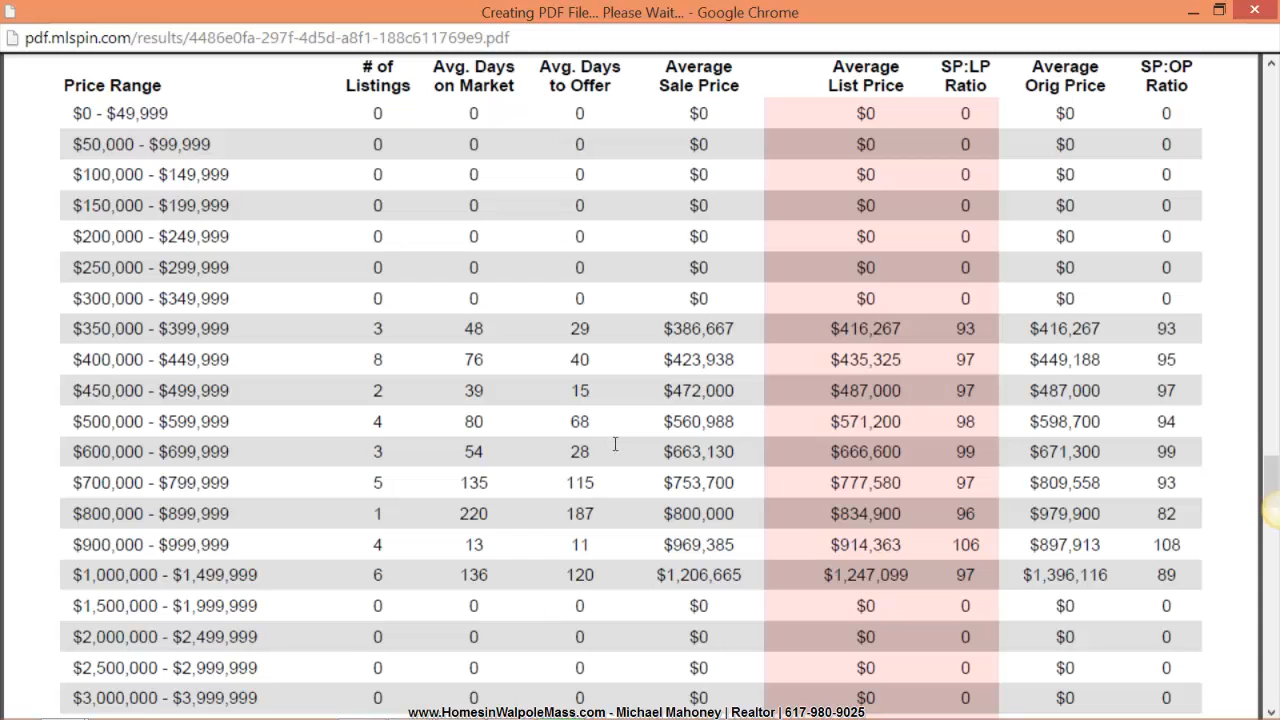 Creating PDF File... Please Wait... - Google Chrome
pdf.mlspin.com/results/4486e0fa-297f-4d5d-a8f1-188c611769e9.pdf
Price Range # of Listings Avg. Days on Market Avg. Days to Offer Average Sale Price Average List Price SP:LP Ratio Average Orig Price SP:OP Ratio
$0 - $49,999 0 0 0 $0 $0 0 $0 0
$50,000 - $99,999 0 0 0 $0 $0 0 $0 0
$100,000 - $149,999 0 0 0 $0 $0 0 $0 0
$150,000 - $199,999 0 0 0 $0 $0 0 $0 0
$200,000 - $249,999 0 0 0 $0 $0 0 $0 0
$250,000 - $299,999 0 0 0 $0 $0 0 $0 0
$300,000 - $349,999 0 0 0 $0 $0 0 $0 0
$350,000 - $399,999 3 48 29 $386,667 $416,267 93 $416,267 93
$400,000 - $449,999 8 76 40 $423,938 $435,325 97 $449,188 95
$450,000 - $499,999 2 39 15 $472,000 $487,000 97 $487,000 97
$500,000 - $599,999 4 80 68 $560,988 $571,200 98 $598,700 94
$600,000 - $699,999 3 54 28 $663,130 $666,600 99 $671,300 99
$700,000 - $799,999 5 135 115 $753,700 $777,580 97 $809,558 93
$800,000 - $899,999 1 220 187 $800,000 $834,900 96 $979,900 82
$900,000 - $999,999 4 13 11 $969,385 $914,363 106 $897,913 108
$1,000,000 - $1,499,999 6 136 120 $1,206,665 $1,247,099 97 $1,396,116 89
$1,500,000 - $1,999,999 0 0 0 $0 $0 0 $0 0
$2,000,000 - $2,499,999 0 0 0 $0 $0 0 $0 0
$2,500,000 - $2,999,999 0 0 0 $0 $0 0 $0 0
$3,000,000 - $3,999,999 0 0 0 $0 $0 0 $0 0
www.HomesinWalpoleMass.com - Michael Mahoney | Realtor | 617-980-9025